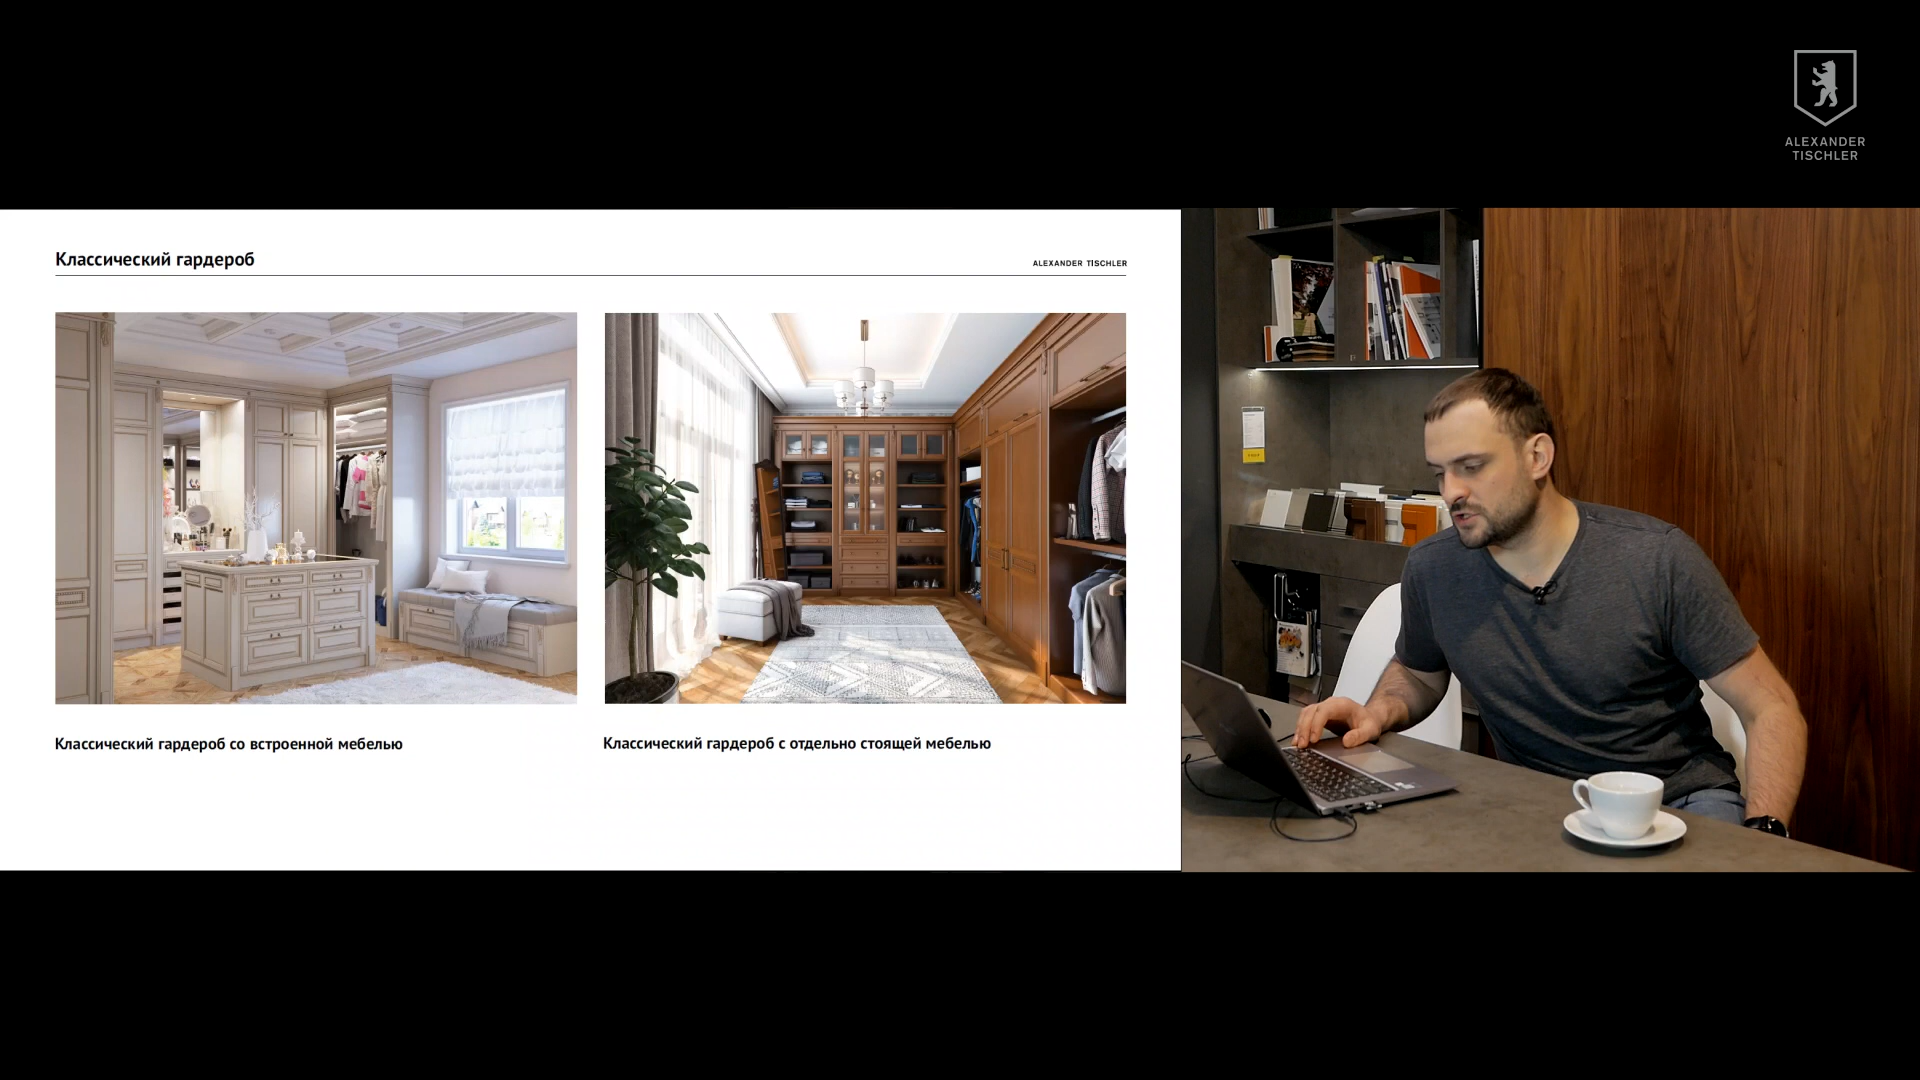 ALEXANDER
TISCHLER
Классический гардероб
ALEXANDER TISCHLER
Классический гардероб со встроенной мебелью
Классический гардероб с отдельно стоящей мебелью